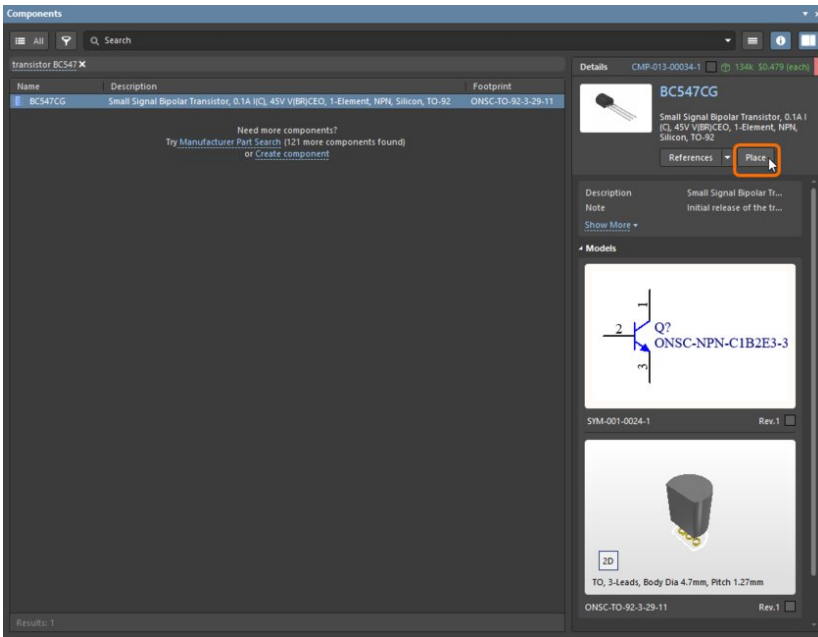 Components
All
Search
transistor BC547
Name Description Footprint
BC547CG Small Signal Bipolar Transistor, 0.1A I(C), 45V V(BR)CEO, 1-Element, NPN, Silicon, TO-92 ONSC-TO-92-3-29-11
Need more components?
Try Manufacturer Part Search (121 more components found)
or Create component
Results: 1
Details CMP-013-00034-1 134k $0.479 (each)
BC547CG
Small Signal Bipolar Transistor, 0.1A I
(C), 45V V(BR)CEO, 1-Element, NPN,
Silicon, TO-92
References Place
Description Small Signal Bipolar Tr...
Note Initial release of the tr...
Show More
Models
1
2 Q?
ONSC-NPN-C1B2E3-3
3
SYM-001-0024-1 Rev.1
2D
TO, 3-Leads, Body Dia 4.7mm, Pitch 1.27mm
ONSC-TO-92-3-29-11 Rev.1